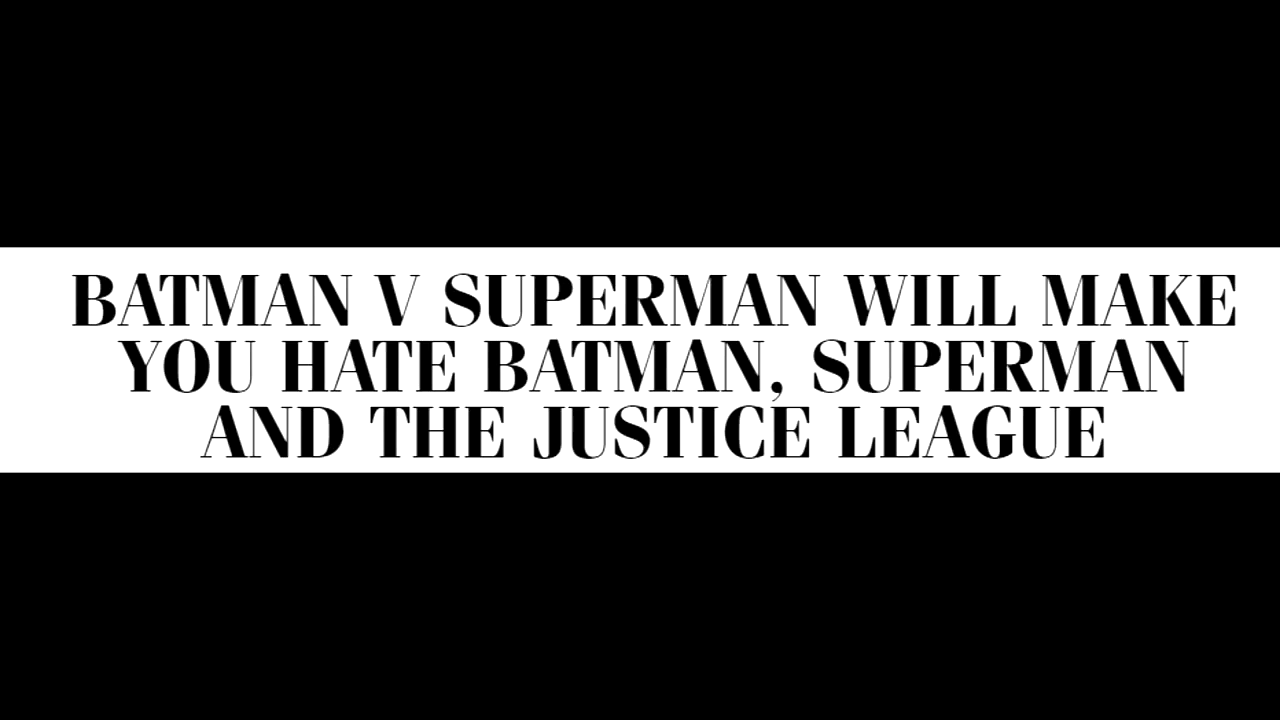 BATMAN V SUPERMAN WILL MAKE
YOU HATE BATMAN, SUPERMAN
AND THE JUSTICE LEAGUE